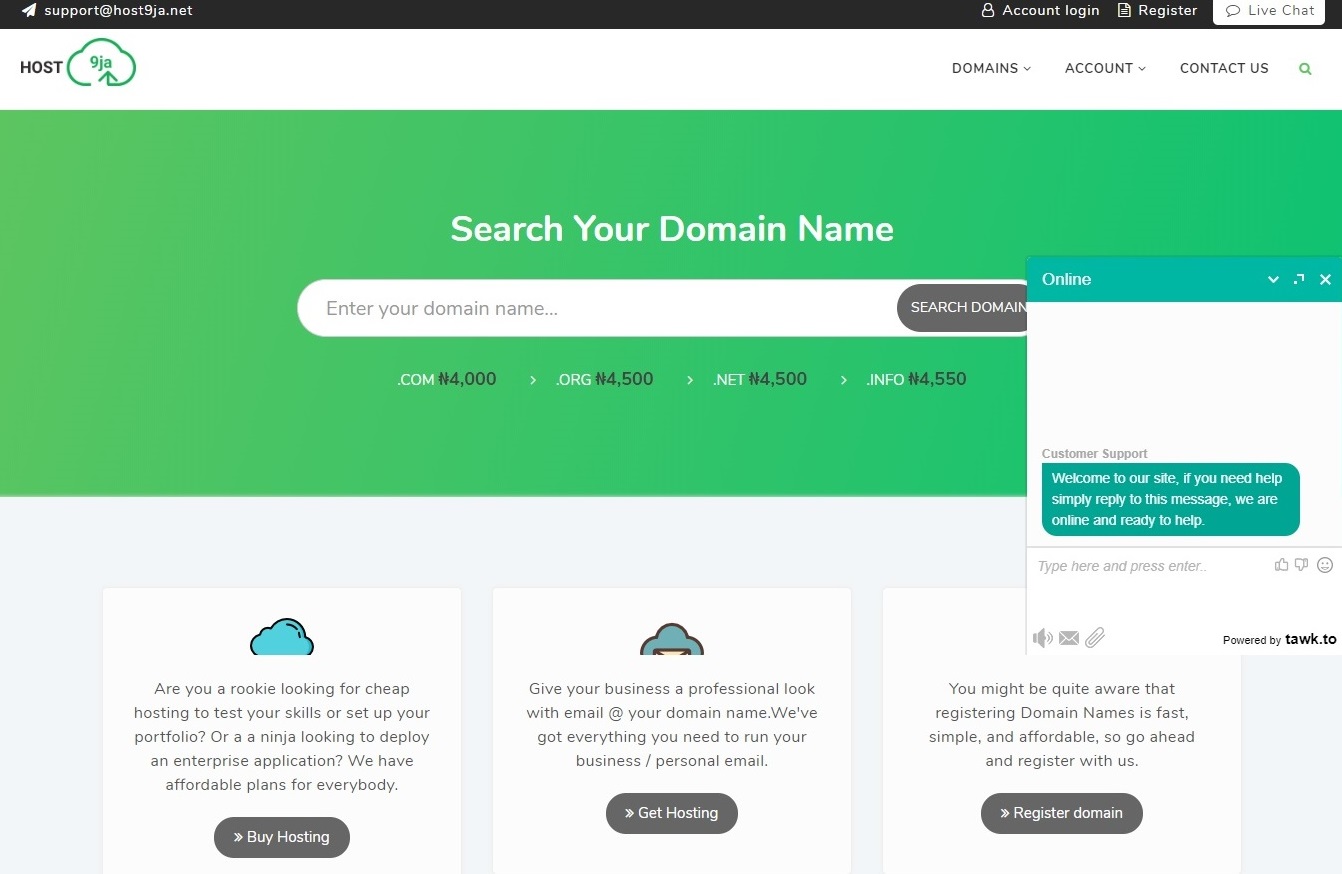 support@host9ja.net
Account login
Register
Live Chat
HOST 9ja
DOMAINS
ACCOUNT
CONTACT US
Search Your Domain Name
Enter your domain name...
SEARCH DOMAIN
.COM ₦4,000
.ORG ₦4,500
.NET ₦4,500
.INFO ₦4,550
Online
Customer Support
Welcome to our site, if you need help
simply reply to this message, we are
online and ready to help.
Type here and press enter..
Powered by tawk.to
Are you a rookie looking for cheap
hosting to test your skills or set up your
portfolio? Or a a ninja looking to deploy
an enterprise application? We have
affordable plans for everybody.
» Buy Hosting
Give your business a professional look
with email @ your domain name.We've
got everything you need to run your
business / personal email.
» Get Hosting
You might be quite aware that
registering Domain Names is fast,
simple, and affordable, so go ahead
and register with us.
» Register domain